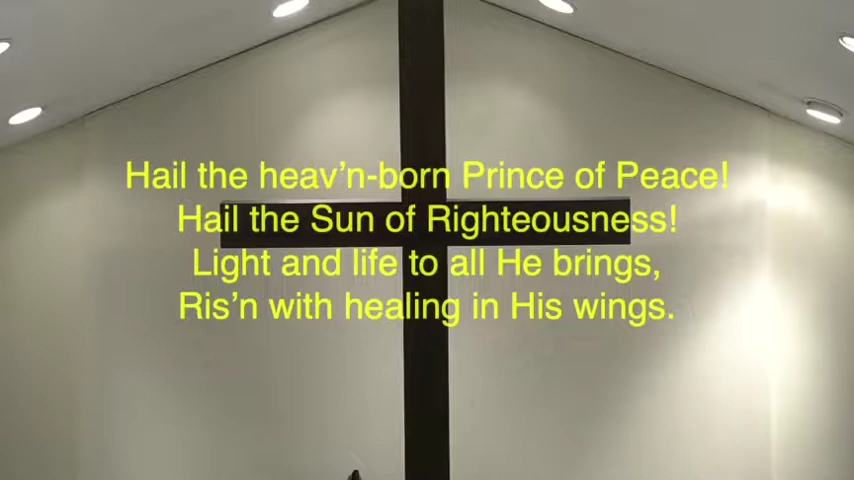 Hail the heav’n-born Prince of Peace!
Hail the Sun of Righteousness!
Light and life to all He brings,
Ris’n with healing in His wings.